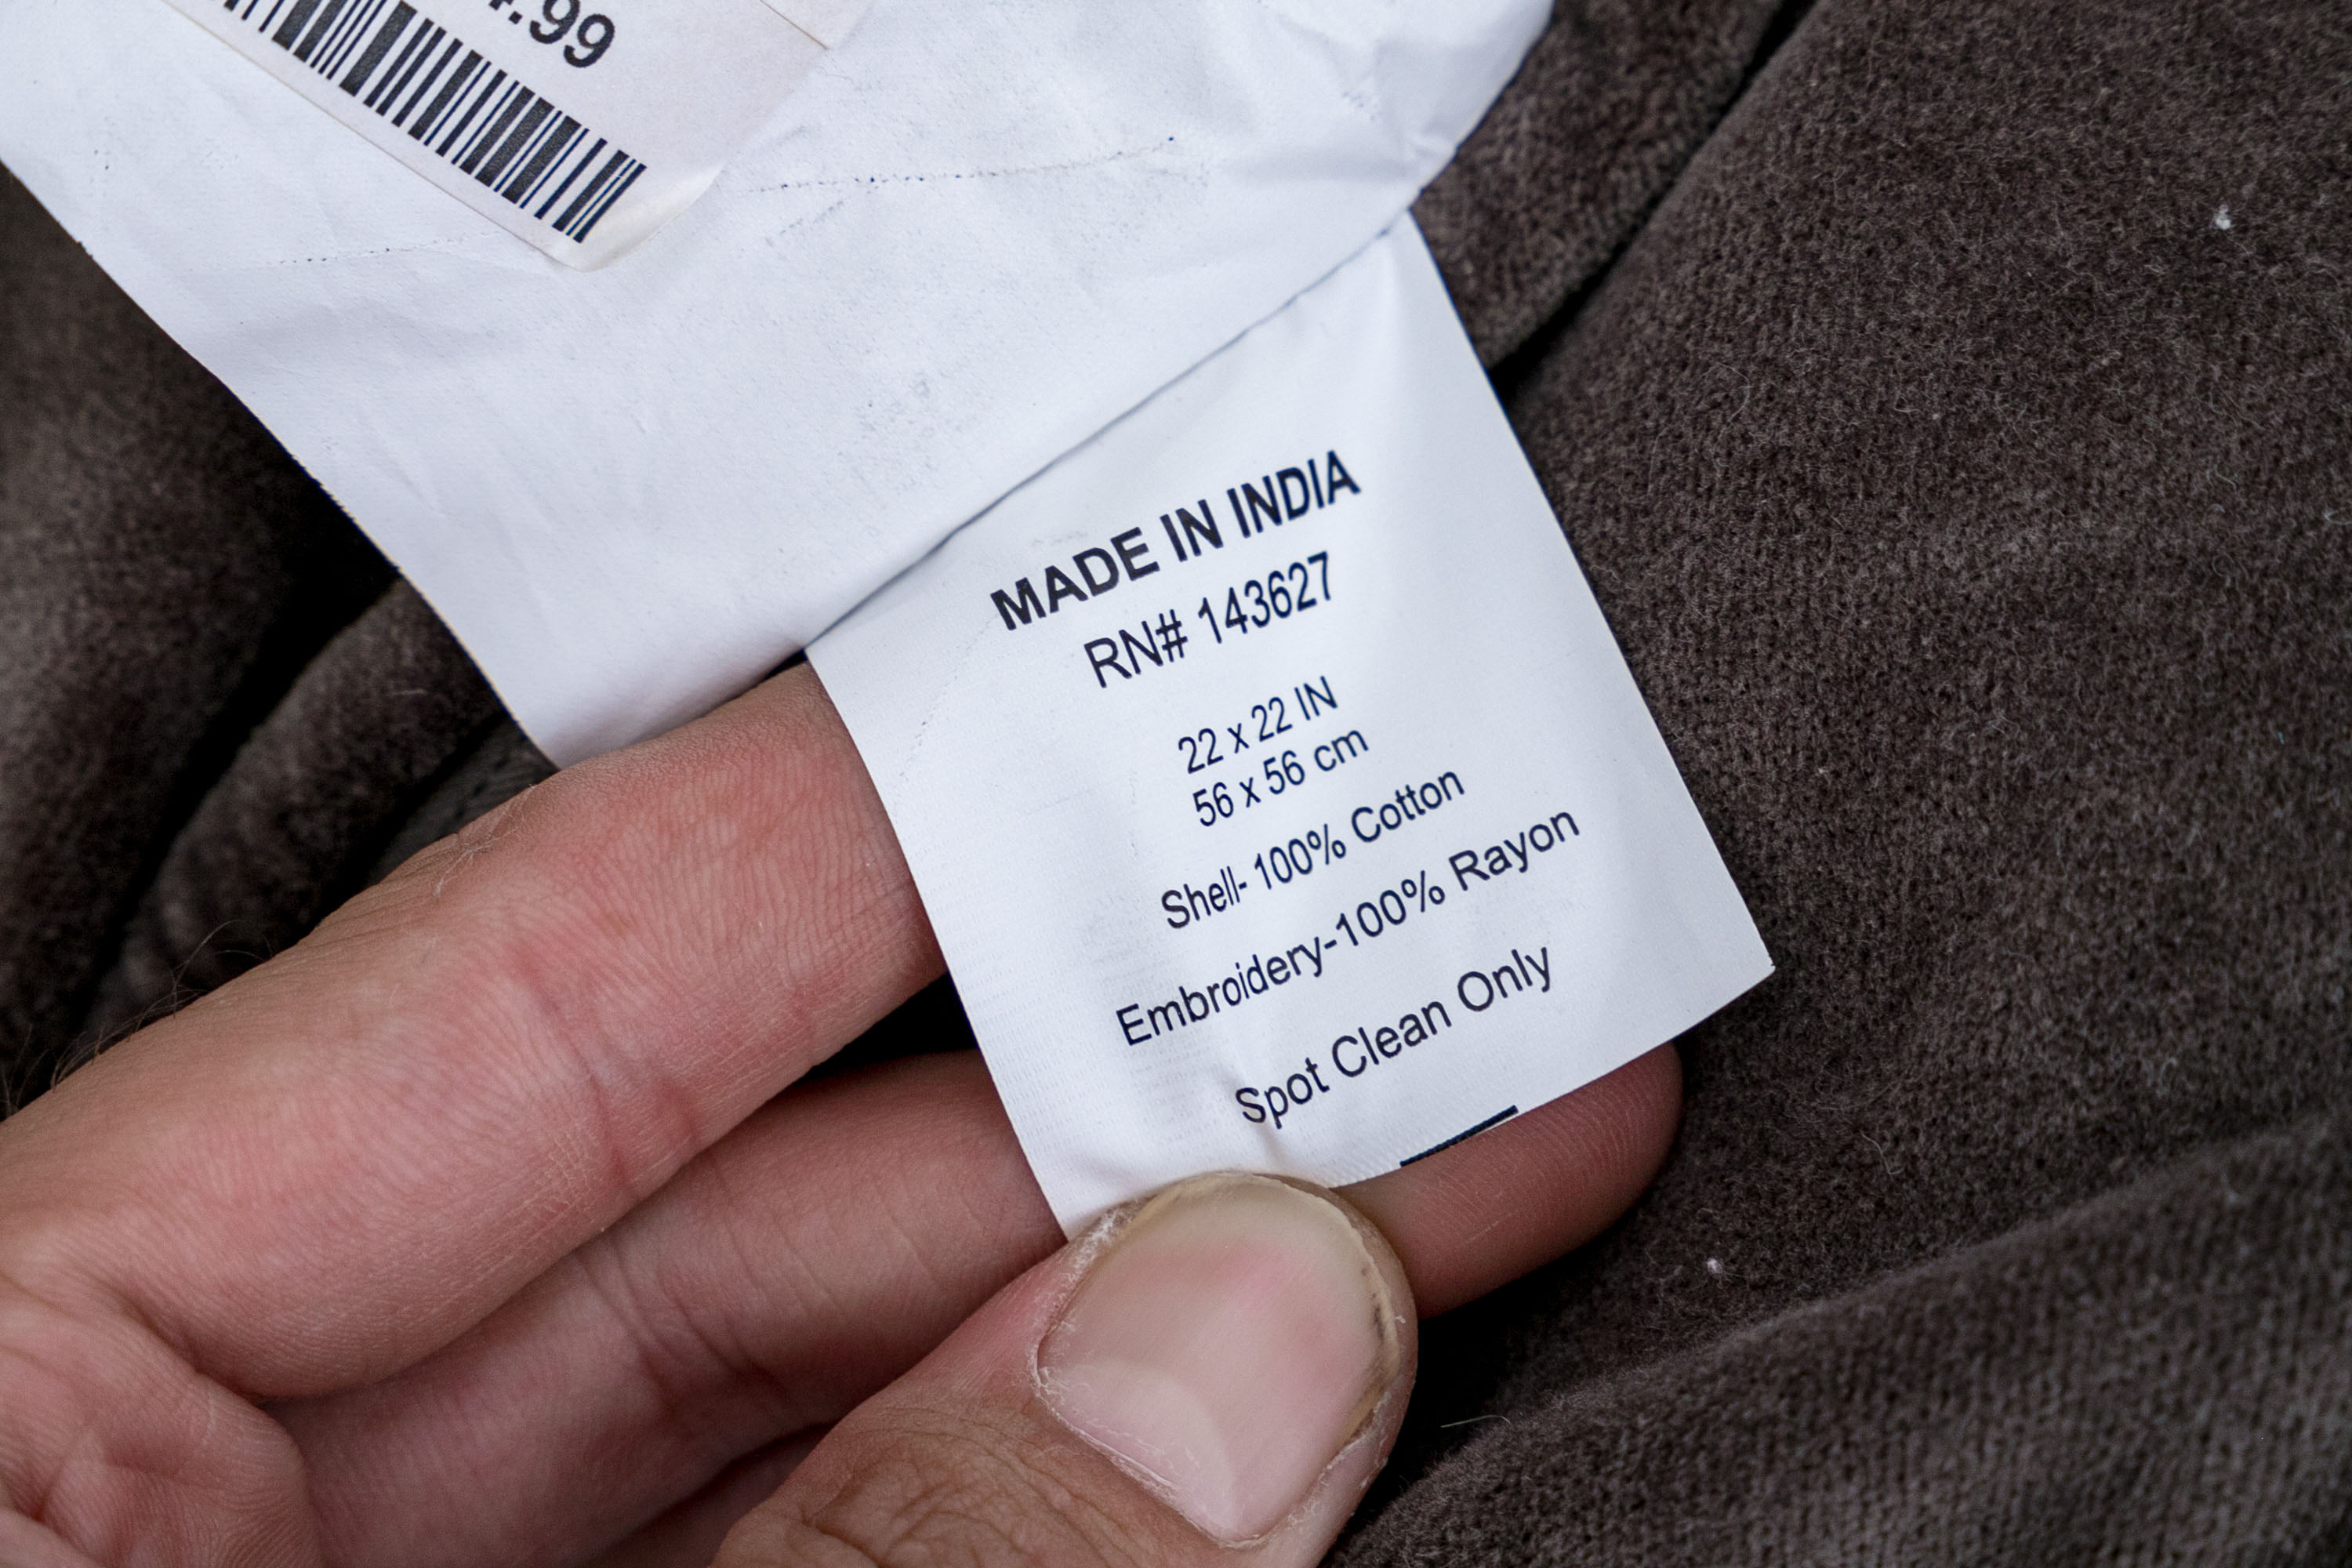 .99
MADE IN INDIA
RN# 143627
22 x 22 IN
56 x 56 cm
Shell- 100% Cotton
Embroidery-100% Rayon
Spot Clean Only